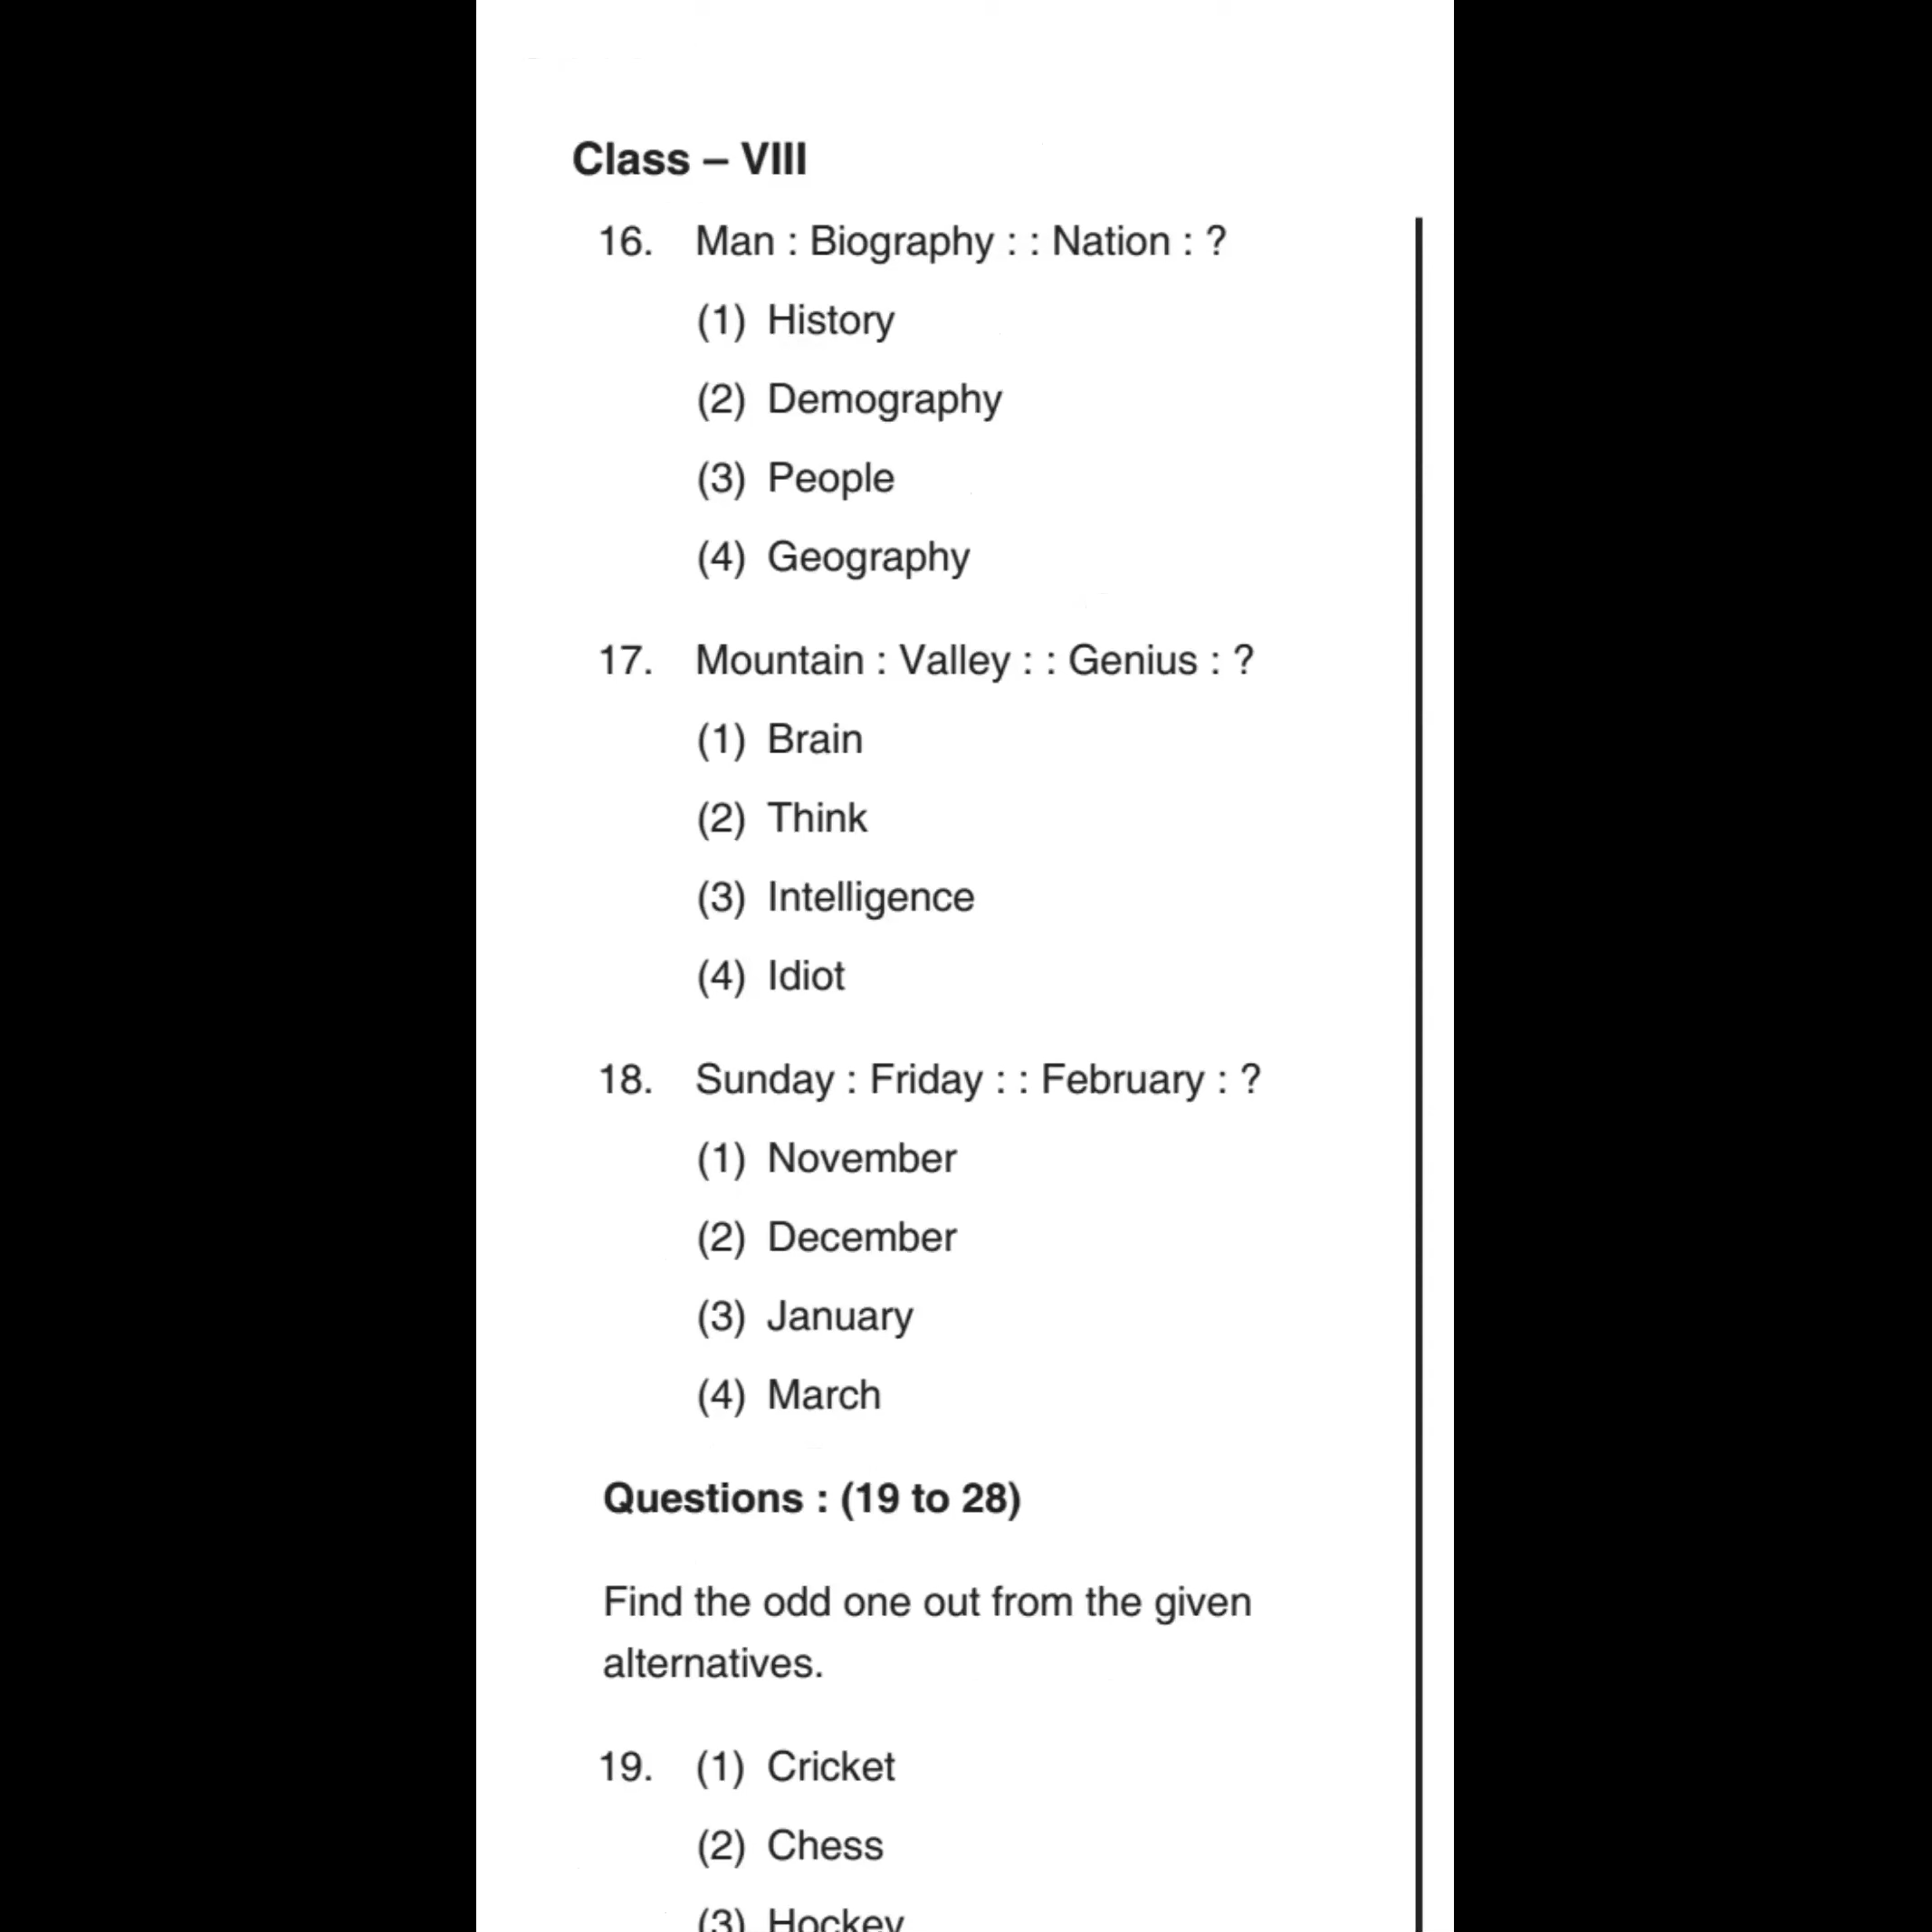 Class – VIII
16. Man : Biography : : Nation : ?
(1) History
(2) Demography
(3) People
(4) Geography
17. Mountain : Valley : : Genius : ?
(1) Brain
(2) Think
(3) Intelligence
(4) Idiot
18. Sunday : Friday : : February : ?
(1) November
(2) December
(3) January
(4) March
Questions : (19 to 28)
Find the odd one out from the given
alternatives.
19. (1) Cricket
(2) Chess
(3) Hockey